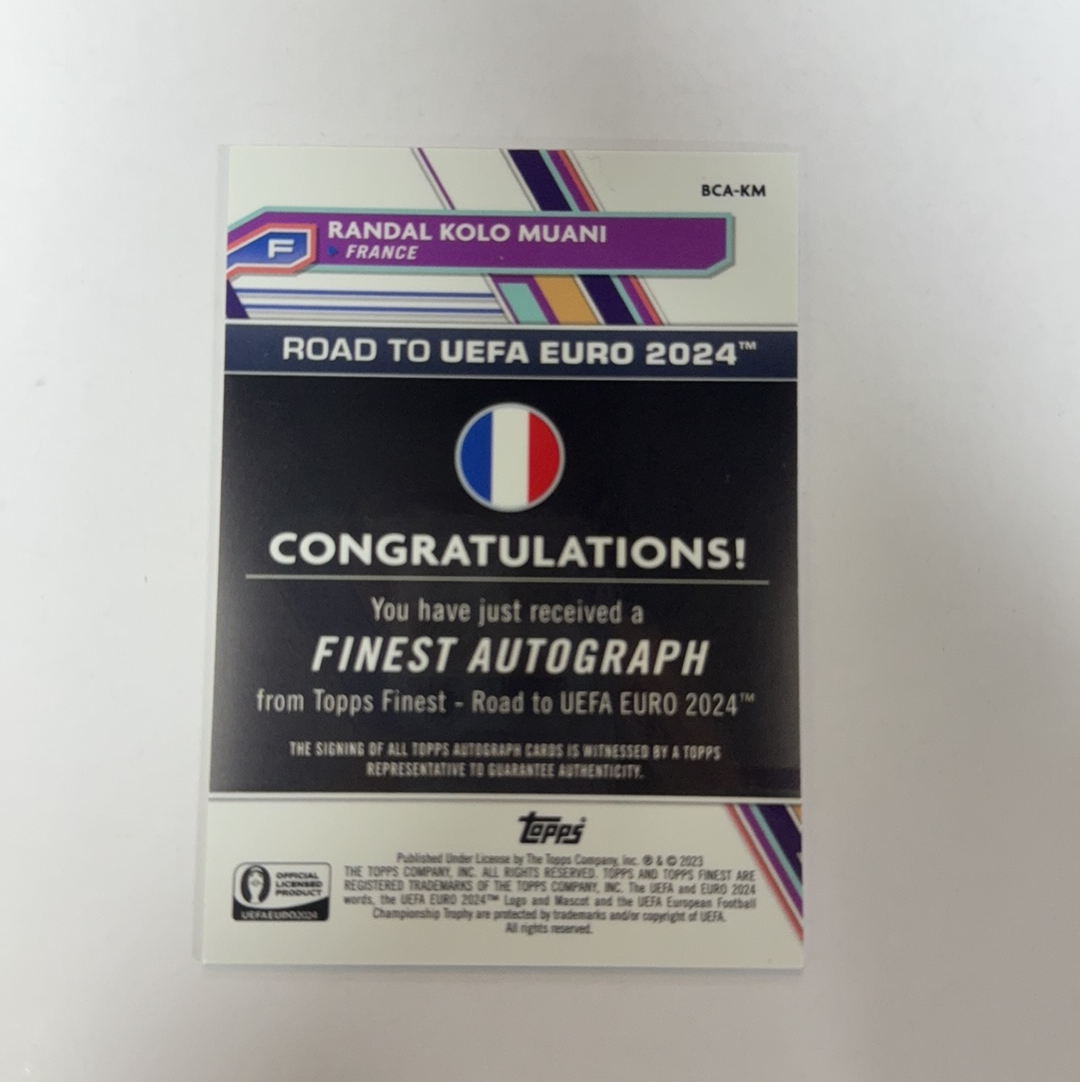 BCA-KM
RANDAL KOLO MUANI
F
FRANCE
ROAD TO UEFA EURO 2024™
CONGRATULATIONS!
You have just received a
FINEST AUTOGRAPH
from Topps Finest - Road to UEFA EURO 2024™
THE SIGNING OF ALL TOPPS AUTOGRAPH CARDS IS WITNESSED BY A TOPPS
REPRESENTATIVE TO GUARANTEE AUTHENTICITY.
Topps®
Published Under License by The Topps Company, Inc. ® & © 2023
THE TOPPS COMPANY, INC. ALL RIGHTS RESERVED. TOPPS AND TOPPS FINEST ARE
REGISTERED TRADEMARKS OF THE TOPPS COMPANY, INC. The UEFA and EURO 2024
words, the UEFA EURO 2024™ Logo and Mascot and the UEFA European Football
Championship Trophy are protected by trademarks and/or copyright of UEFA.
All rights reserved.
OFFICIAL
LICENSED
PRODUCT
UEFA EURO 2024